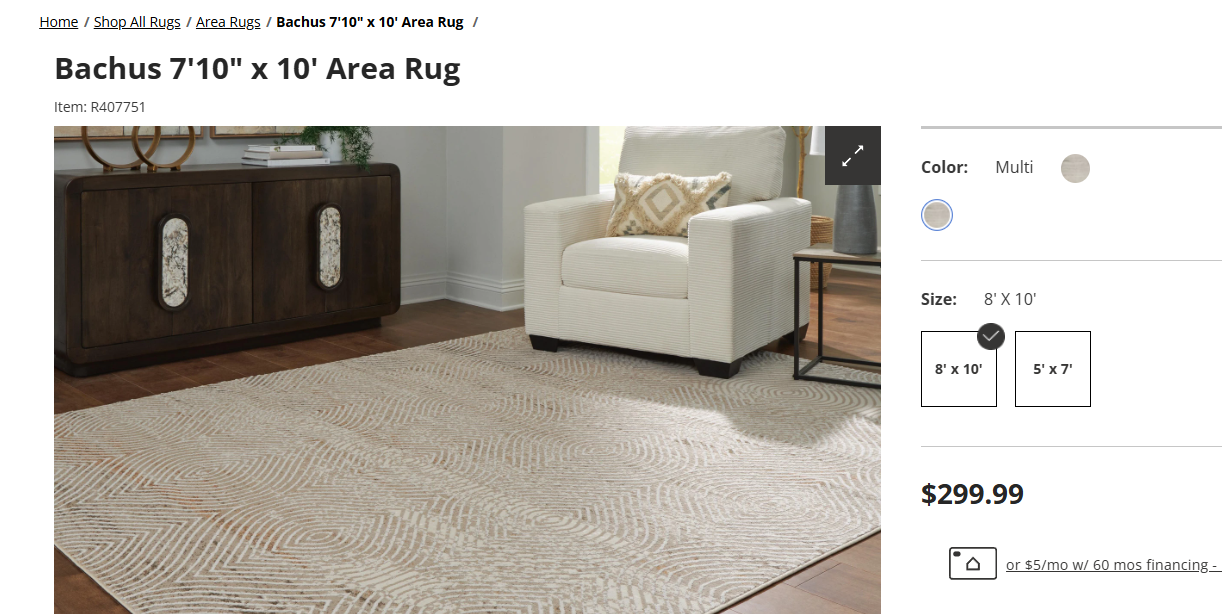 Home / Shop All Rugs / Area Rugs / Bachus 7'10" x 10' Area Rug /
Bachus 7'10" x 10' Area Rug
Item: R407751
Color: Multi
Size: 8' X 10'
8' x 10' 5' x 7'
$299.99
or $5/mo w/ 60 mos financing -